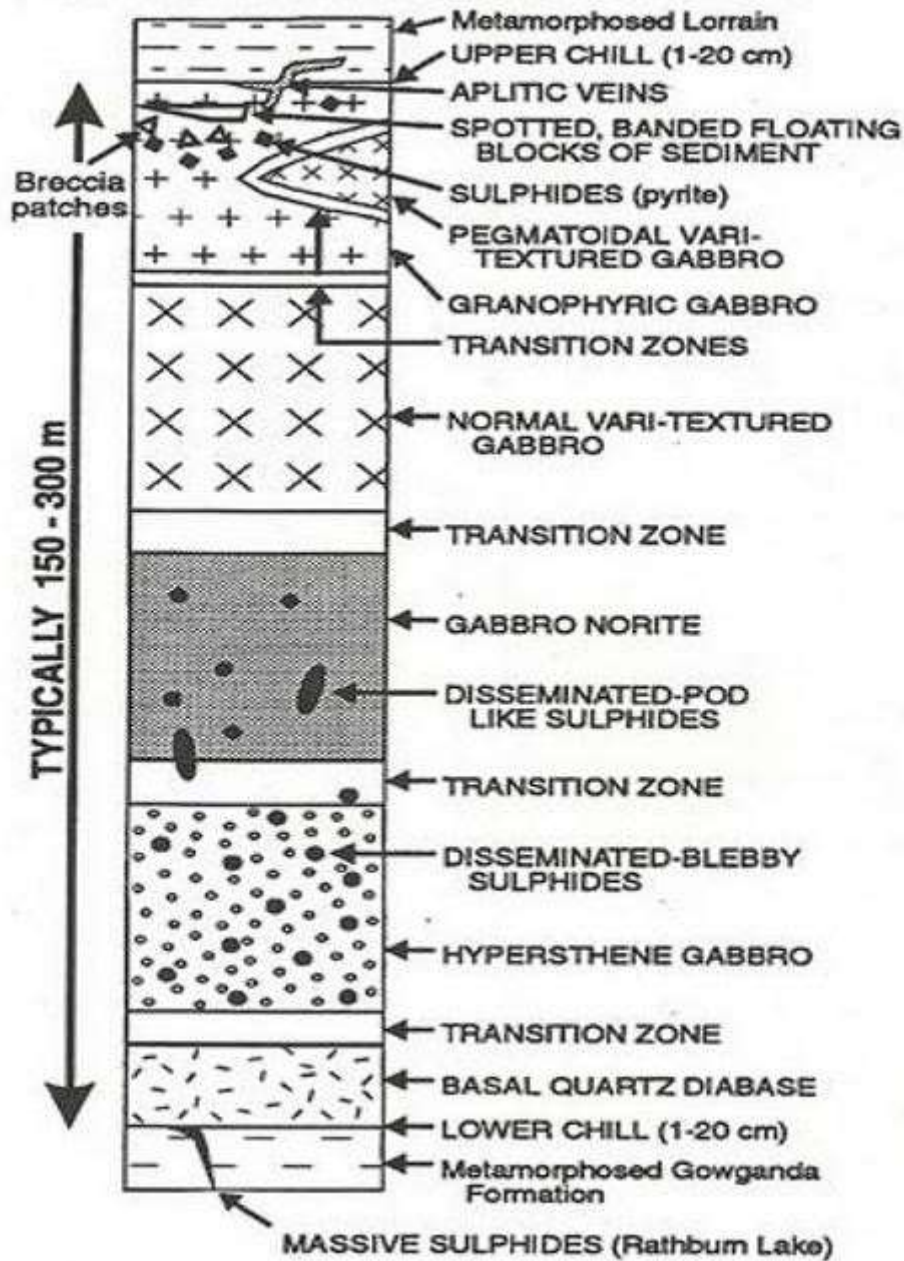 Metamorphosed Lorrain
UPPER CHILL (1-20 cm)
APLITIC VEINS
SPOTTED, BANDED FLOATING
BLOCKS OF SEDIMENT
Breccia
patches
SULPHIDES (pyrite)
PEGMATOIDAL VARI-
TEXTURED GABBRO
GRANOPHYRIC GABBRO
TRANSITION ZONES
NORMAL VARI-TEXTURED
GABBRO
TYPICALLY 150 - 300 m
TRANSITION ZONE
GABBRO NORITE
DISSEMINATED-POD
LIKE SULPHIDES
TRANSITION ZONE
DISSEMINATED-BLEBBY
SULPHIDES
HYPERSTHENE GABBRO
TRANSITION ZONE
BASAL QUARTZ DIABASE
LOWER CHILL (1-20 cm)
Metamorphosed Gowganda
Formation
MASSIVE SULPHIDES (Rathburn Lake)